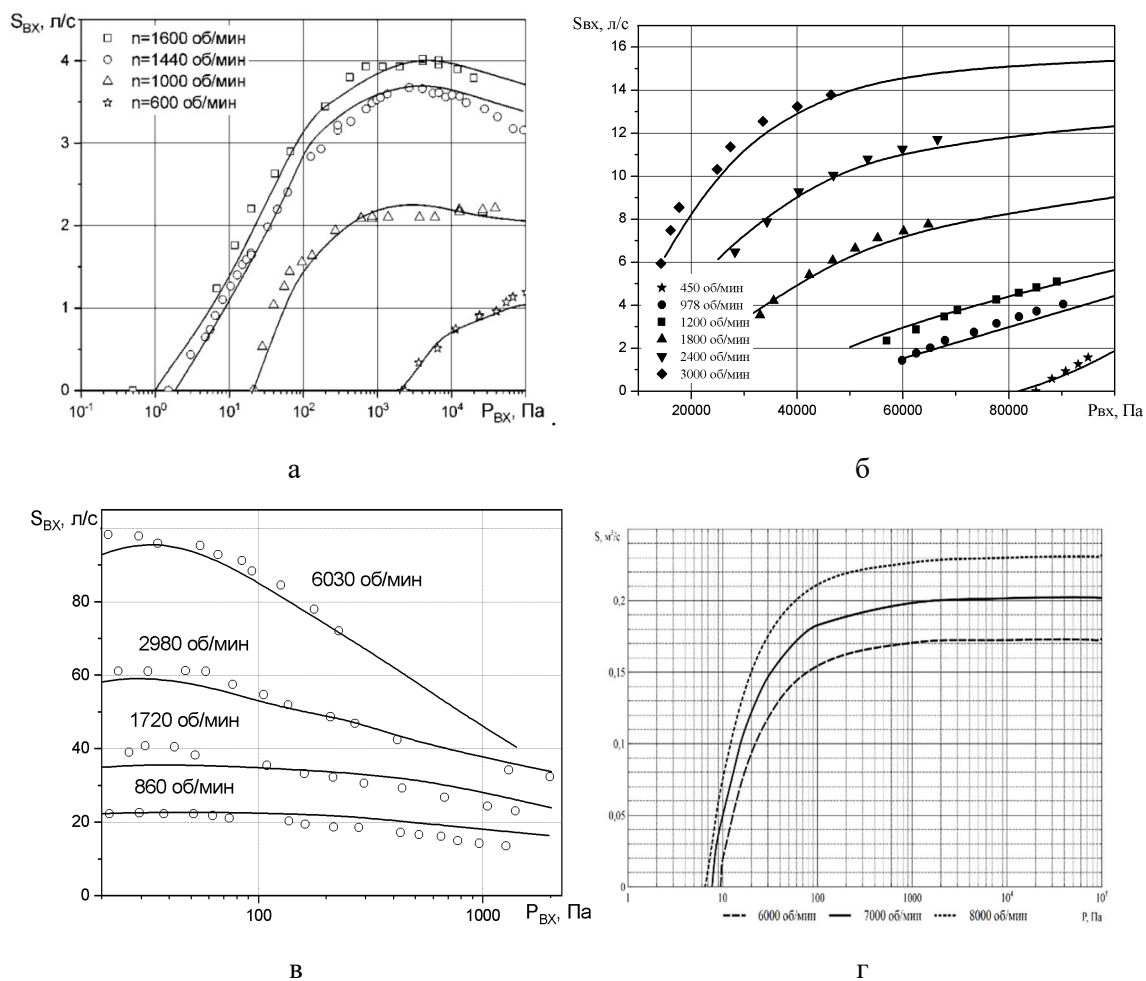 S_ВХ, л/с
n=1600 об/мин
n=1440 об/мин
n=1000 об/мин
n=600 об/мин
4
3
2
1
0
10^-1 10^0 10^1 10^2 10^3 10^4
P_ВХ, Па
.
а
Sвх, л/с
16
14
12
10
8
6
4
2
0
450 об/мин
978 об/мин
1200 об/мин
1800 об/мин
2400 об/мин
3000 об/мин
20000 40000 60000 80000 Рвх, Па
б
S_ВХ, л/с
80
60
40
20
0
6030 об/мин
2980 об/мин
1720 об/мин
860 об/мин
100 1000 P_ВХ, Па
в
S, м³/с
0,2
0,15
0,1
0,05
0
1 10 100 1000 10⁴ 10⁵
6000 об/мин 7000 об/мин 8000 об/мин Р, Па
г